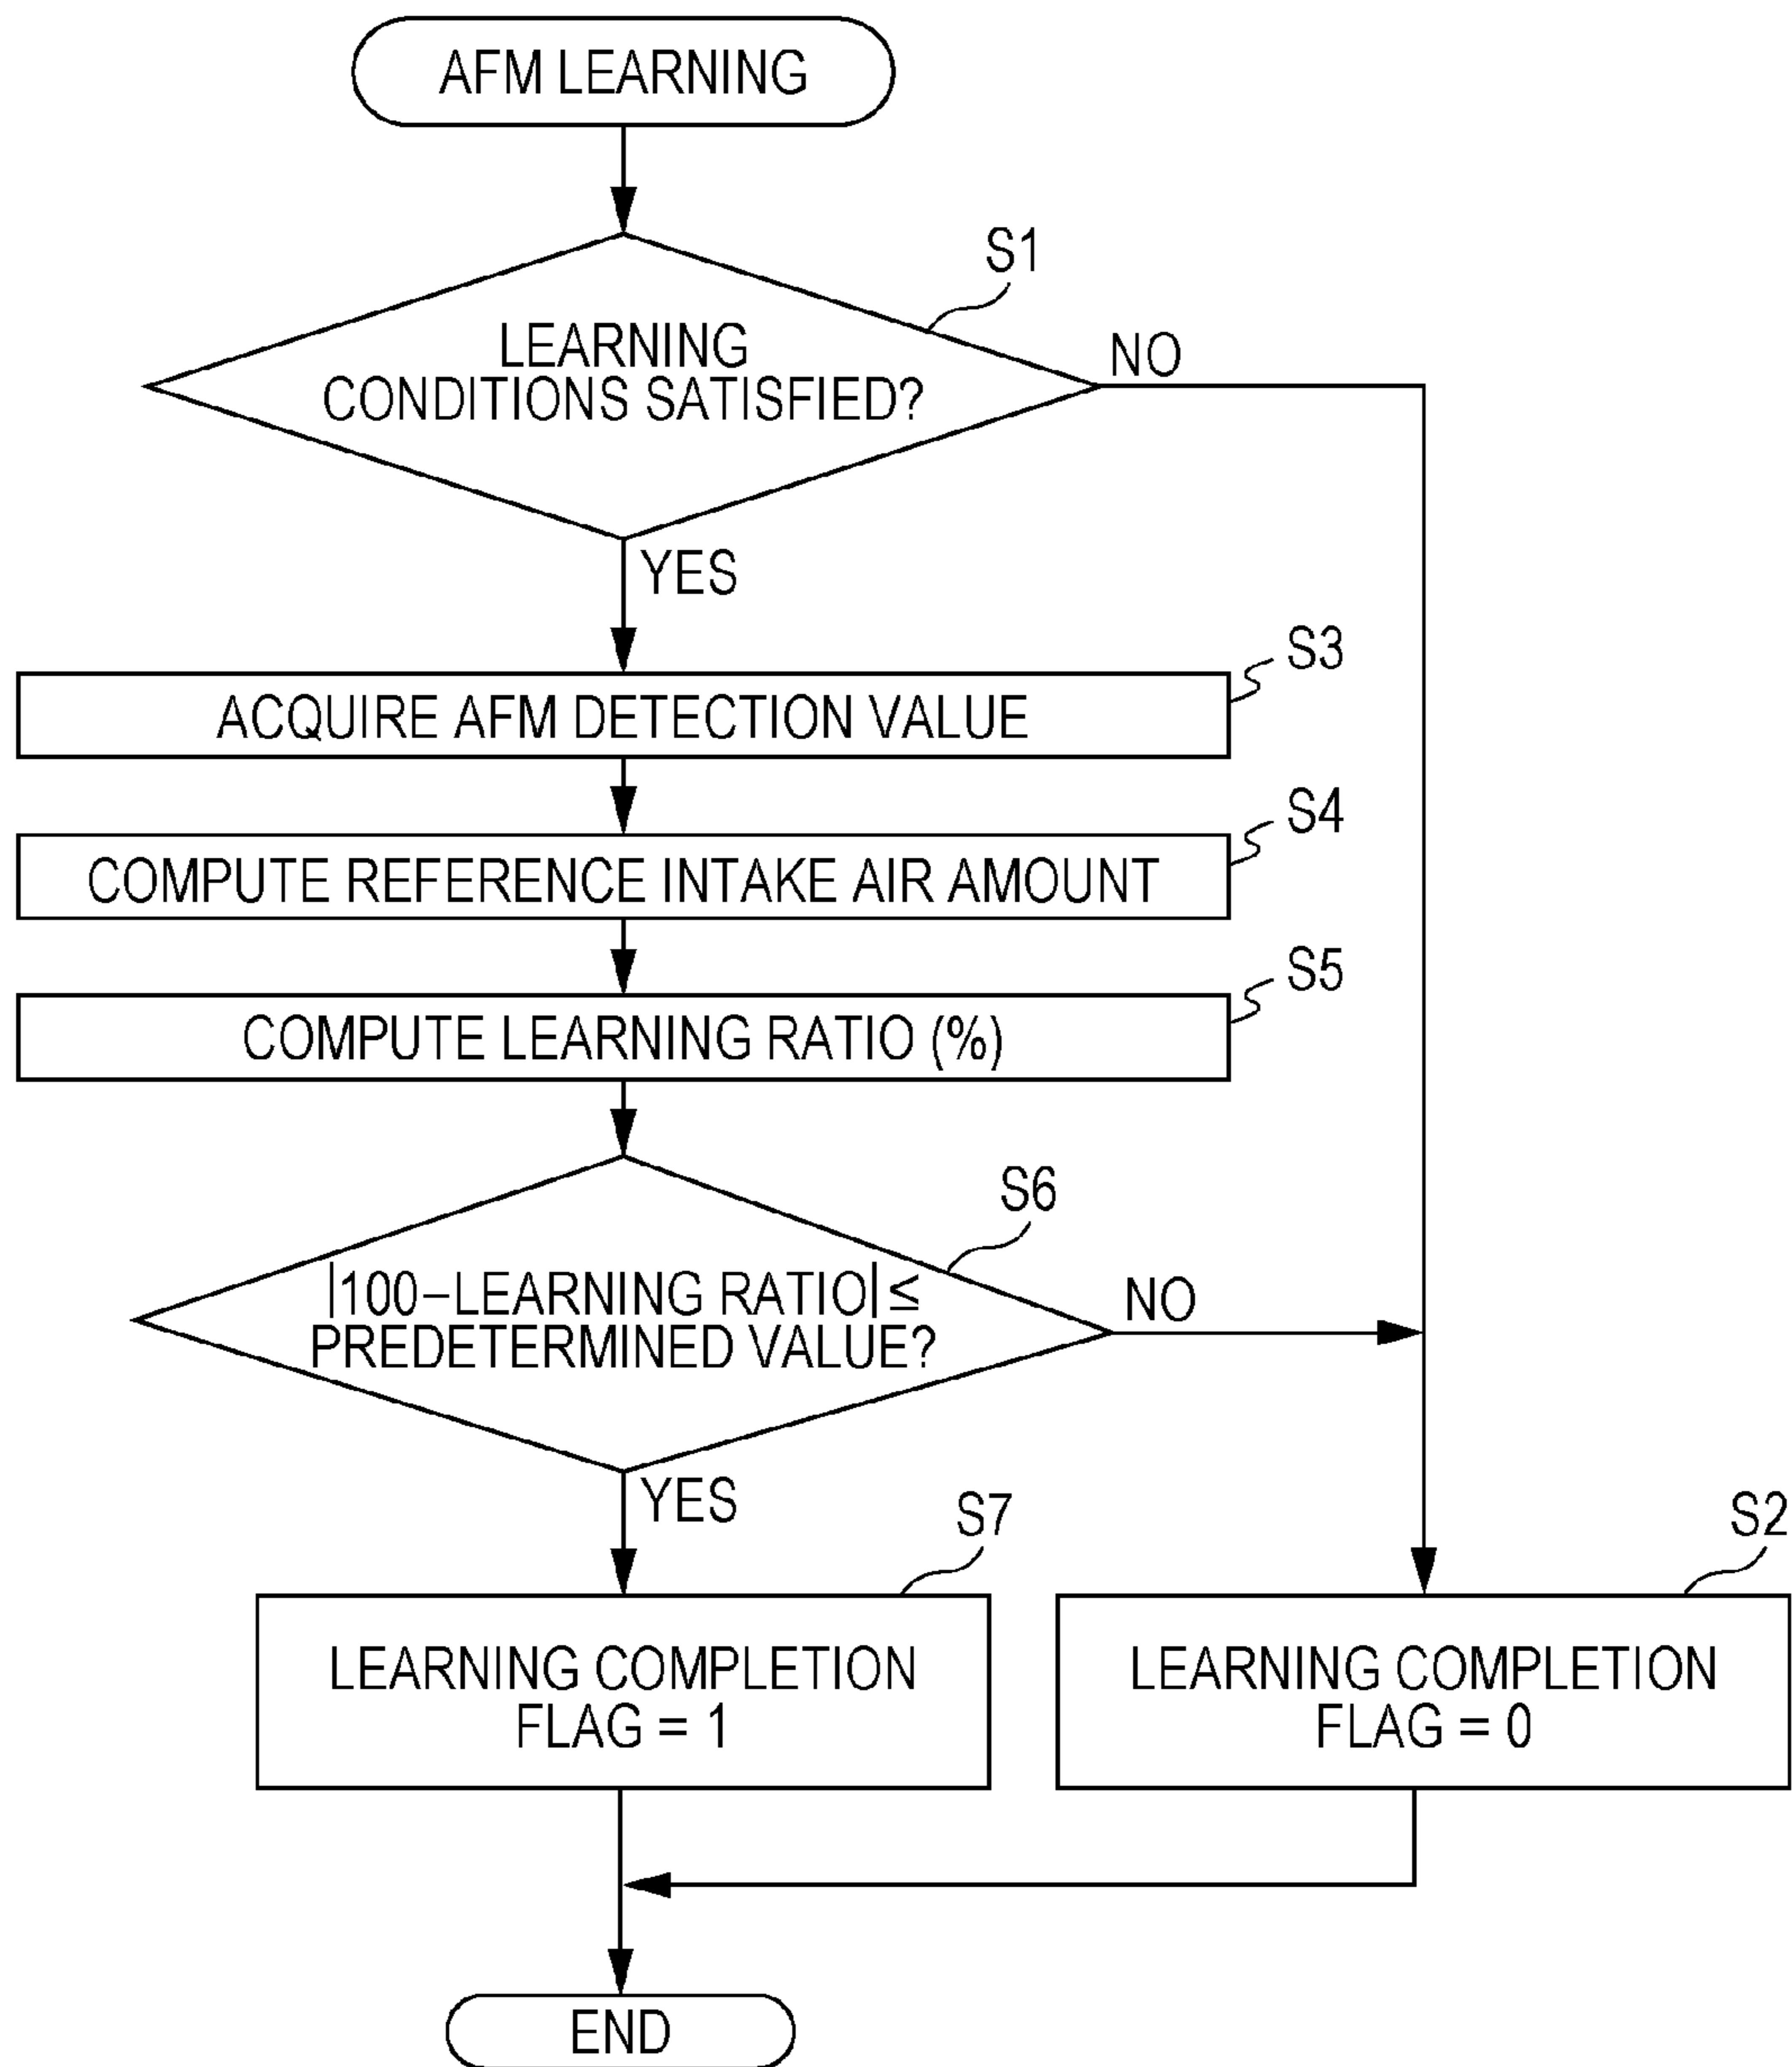 AFM LEARNING
S1
LEARNING
CONDITIONS SATISFIED?
NO
YES
S3
ACQUIRE AFM DETECTION VALUE
S4
COMPUTE REFERENCE INTAKE AIR AMOUNT
S5
COMPUTE LEARNING RATIO (%)
S6
|100–LEARNING RATIO| ≤
PREDETERMINED VALUE?
NO
YES
S7
LEARNING COMPLETION
FLAG = 1
S2
LEARNING COMPLETION
FLAG = 0
END